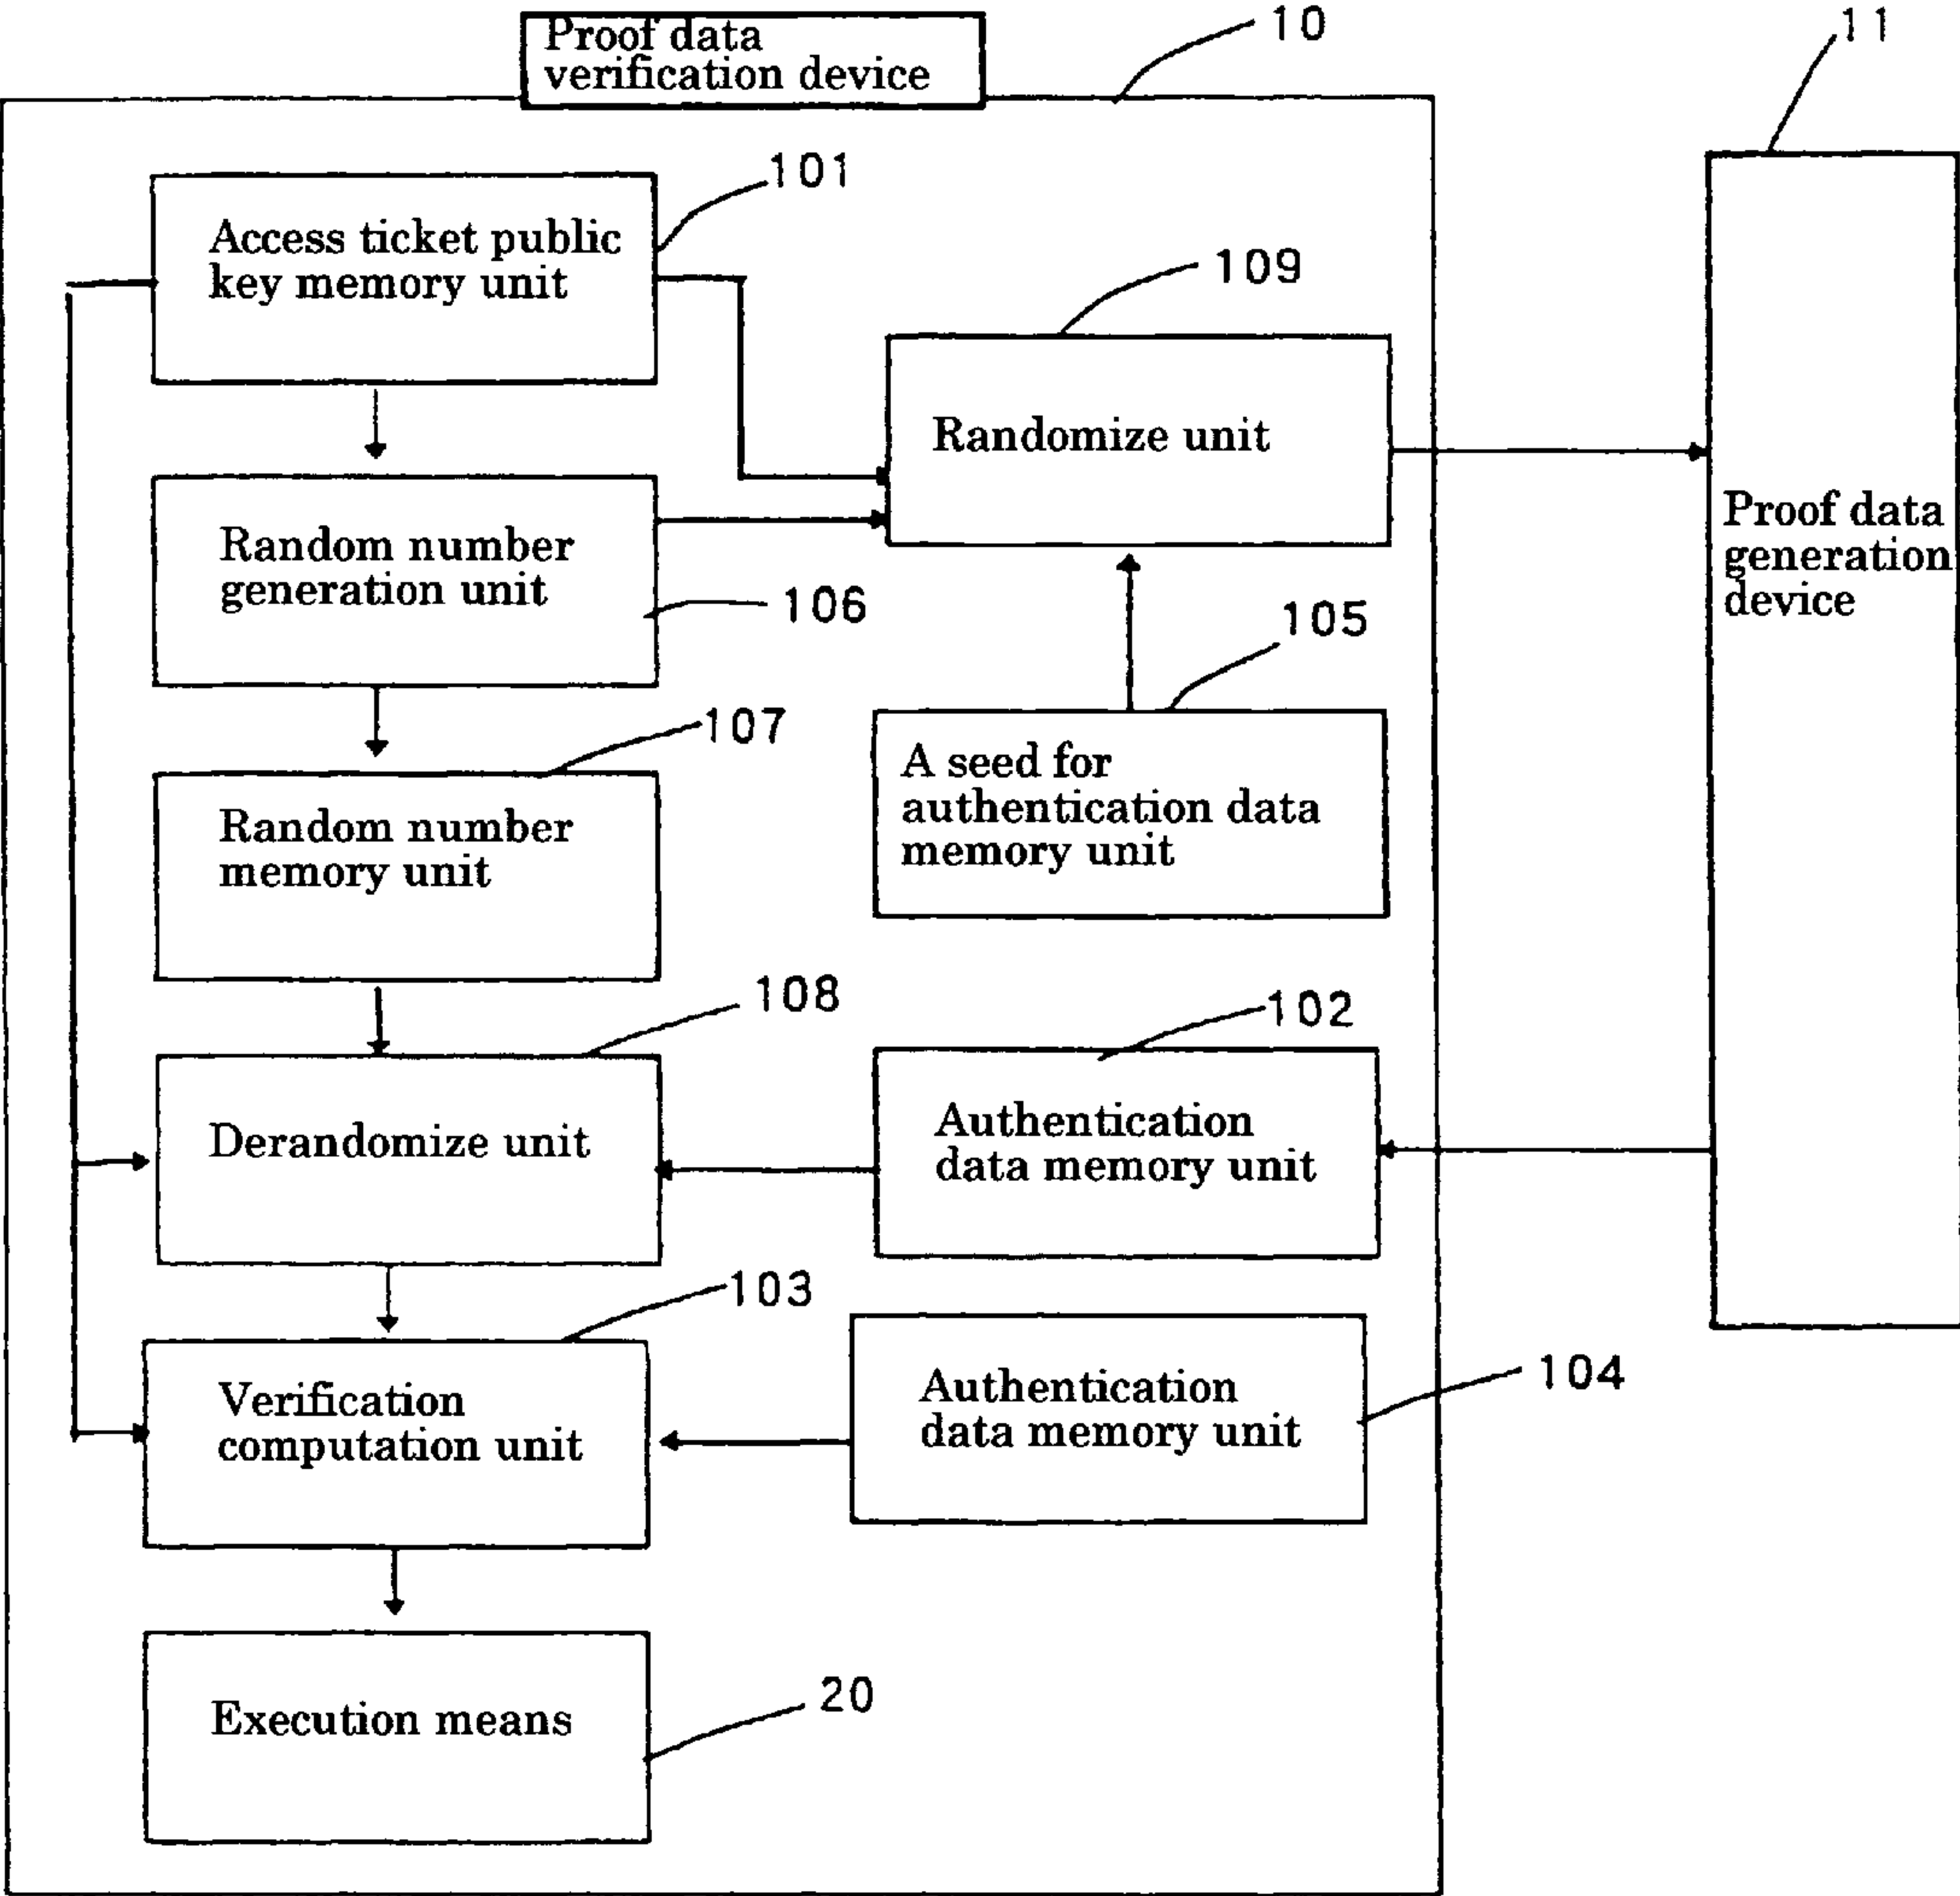 Proof data
verification device
10
11
101
Access ticket public
key memory unit
109
Randomize unit
Proof data
generation
device
Random number
generation unit
106
105
107
A seed for
authentication data
memory unit
Random number
memory unit
108
102
Authentication
data memory unit
Derandomize unit
103
104
Authentication
data memory unit
Verification
computation unit
20
Execution means